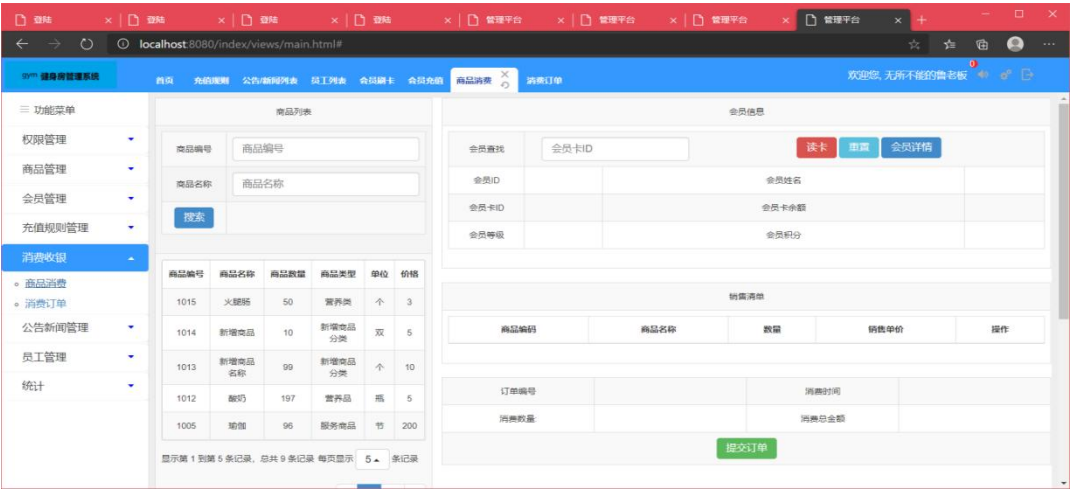 登陆 登陆 登陆 登陆 管理平台 管理平台 管理平台 管理平台
localhost:8080/index/views/main.html#
gym 健身房管理系统
首页 充值规则 公告/新闻列表 员工列表 会员刷卡 会员充值 商品消费 消费订单
欢迎您, 无所不能的鲁老板 0
功能菜单
权限管理
商品管理
会员管理
充值规则管理
消费收银
商品消费
消费订单
公告新闻管理
员工管理
统计
商品列表
商品编号 商品编号
商品名称 商品名称
搜索
商品编号 商品名称 商品数量 商品类型 单位 价格
1015 火腿肠 50 营养类 个 3
1014 新增商品 10 新增商品分类 双 5
1013 新增商品名称 99 新增商品分类 个 10
1012 酸奶 197 营养品 瓶 5
1005 瑜伽 96 服务商品 节 200
显示第 1 到第 5 条记录, 总共 9 条记录 每页显示 5 条记录
会员信息
会员查找 会员卡ID 读卡 重置 会员详情
会员ID 会员姓名
会员卡ID 会员卡余额
会员等级 会员积分
销售清单
商品编码 商品名称 数量 销售单价 操作
订单编号 消费时间
消费数量 消费总金额
提交订单